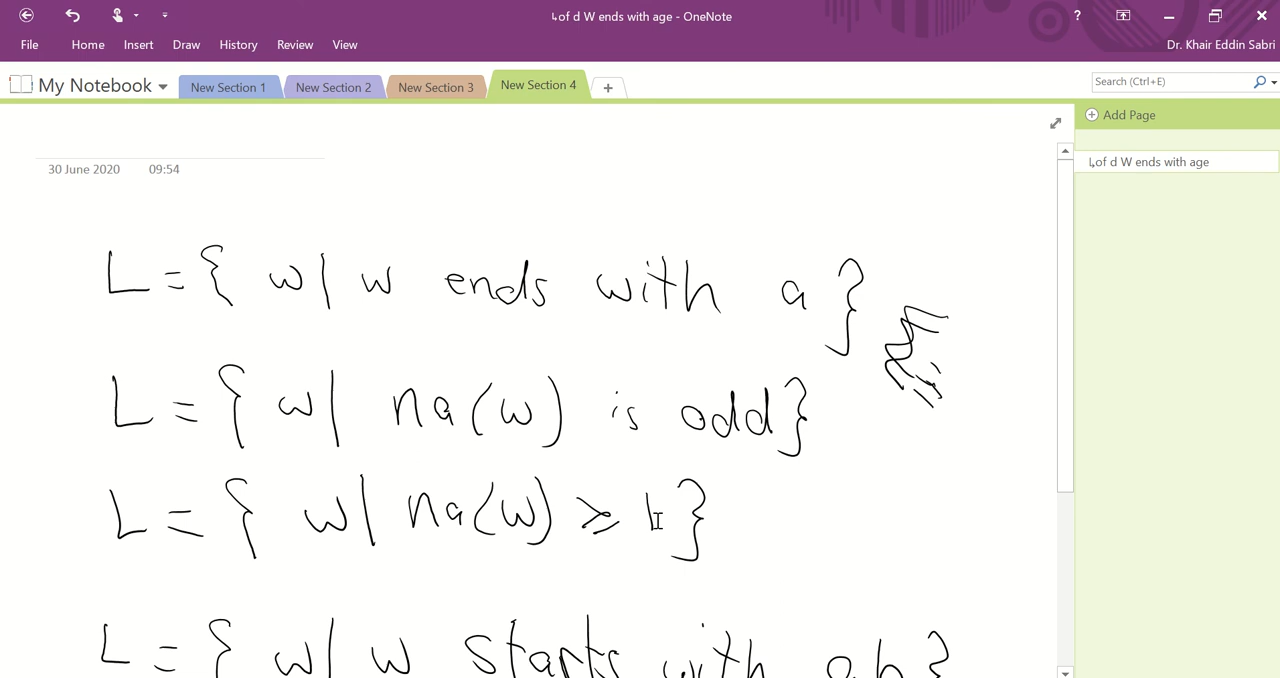 ↳of d W ends with age - OneNote
?
File Home Insert Draw History Review View
Dr. Khair Eddin Sabri
My Notebook
New Section 1
New Section 2
New Section 3
New Section 4
+
Search (Ctrl+E)
Add Page
↳of d W ends with age
30 June 2020 09:54
L = { w | w ends with a }
L = { w | na(w) is odd }
L = { w | na(w) ≥ 1 }
L = { w | w starts with ab }